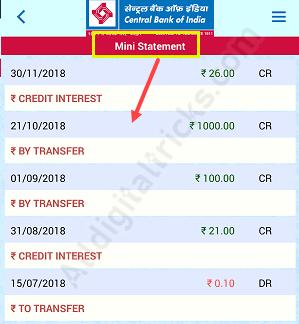 सेन्ट्रल बैंक ऑफ़ इंडिया
Central Bank of India
Mini Statement
30/11/2018 ₹ 26.00 CR
₹ CREDIT INTEREST
21/10/2018 ₹ 1000.00 CR
₹ BY TRANSFER
01/09/2018 ₹ 100.00 CR
₹ BY TRANSFER
31/08/2018 ₹ 21.00 CR
₹ CREDIT INTEREST
15/07/2018 ₹ 0.10 DR
₹ TO TRANSFER
Alldigitaltricks.com